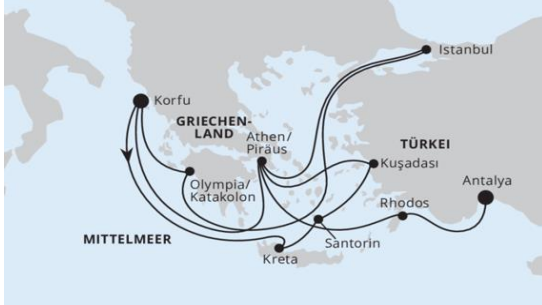 Istanbul
Korfu
GRIECHEN-
LAND
Athen/
Piräus
TÜRKEI
Kuşadası
Olympia/
Katakolon
Antalya
Rhodos
MITTELMEER
Santorin
Kreta